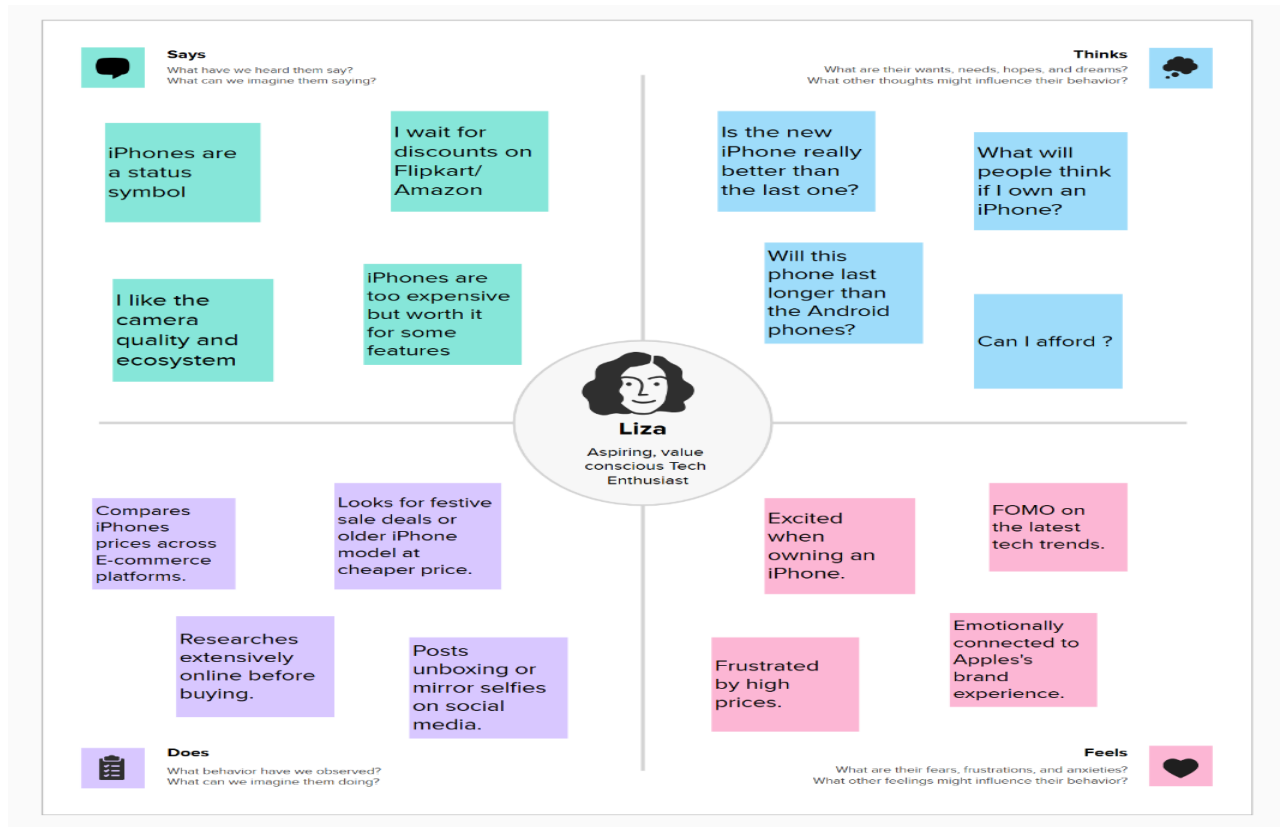 Says
What have we heard them say?
What can we imagine them saying?
iPhones are
a status
symbol
I wait for
discounts on
Flipkart/
Amazon
I like the
camera
quality and
ecosystem
iPhones are
too expensive
but worth it
for some
features
Thinks
What are their wants, needs, hopes, and dreams?
What other thoughts might influence their behavior?
Is the new
iPhone really
better than
the last one?
What will
people think
if I own an
iPhone?
Will this
phone last
longer than
the Android
phones?
Can I afford ?
Liza
Aspiring, value
conscious Tech
Enthusiast
Compares
iPhones
prices across
E-commerce
platforms.
Looks for festive
sale deals or
older iPhone
model at
cheaper price.
Researches
extensively
online before
buying.
Posts
unboxing or
mirror selfies
on social
media.
Does
What behavior have we observed?
What can we imagine them doing?
Excited
when
owning an
iPhone.
FOMO on
the latest
tech trends.
Frustrated
by high
prices.
Emotionally
connected to
Apples's
brand
experience.
Feels
What are their fears, frustrations, and anxieties?
What other feelings might influence their behavior?